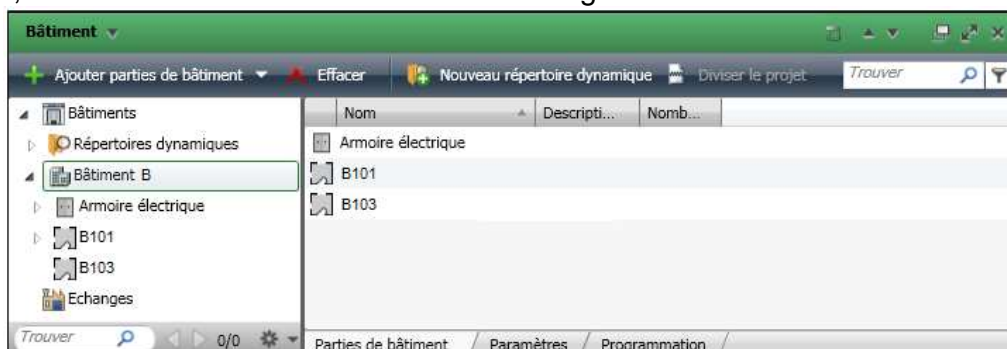 Bâtiment
Ajouter parties de bâtiment Effacer Nouveau répertoire dynamique Diviser le projet Trouver
Bâtiments
Répertoires dynamiques
Bâtiment B
Armoire électrique
B101
B103
Echanges
Trouver 0/0
Nom Descripti... Nomb...
Armoire électrique
B101
B103
Parties de bâtiment Paramètres Programmation